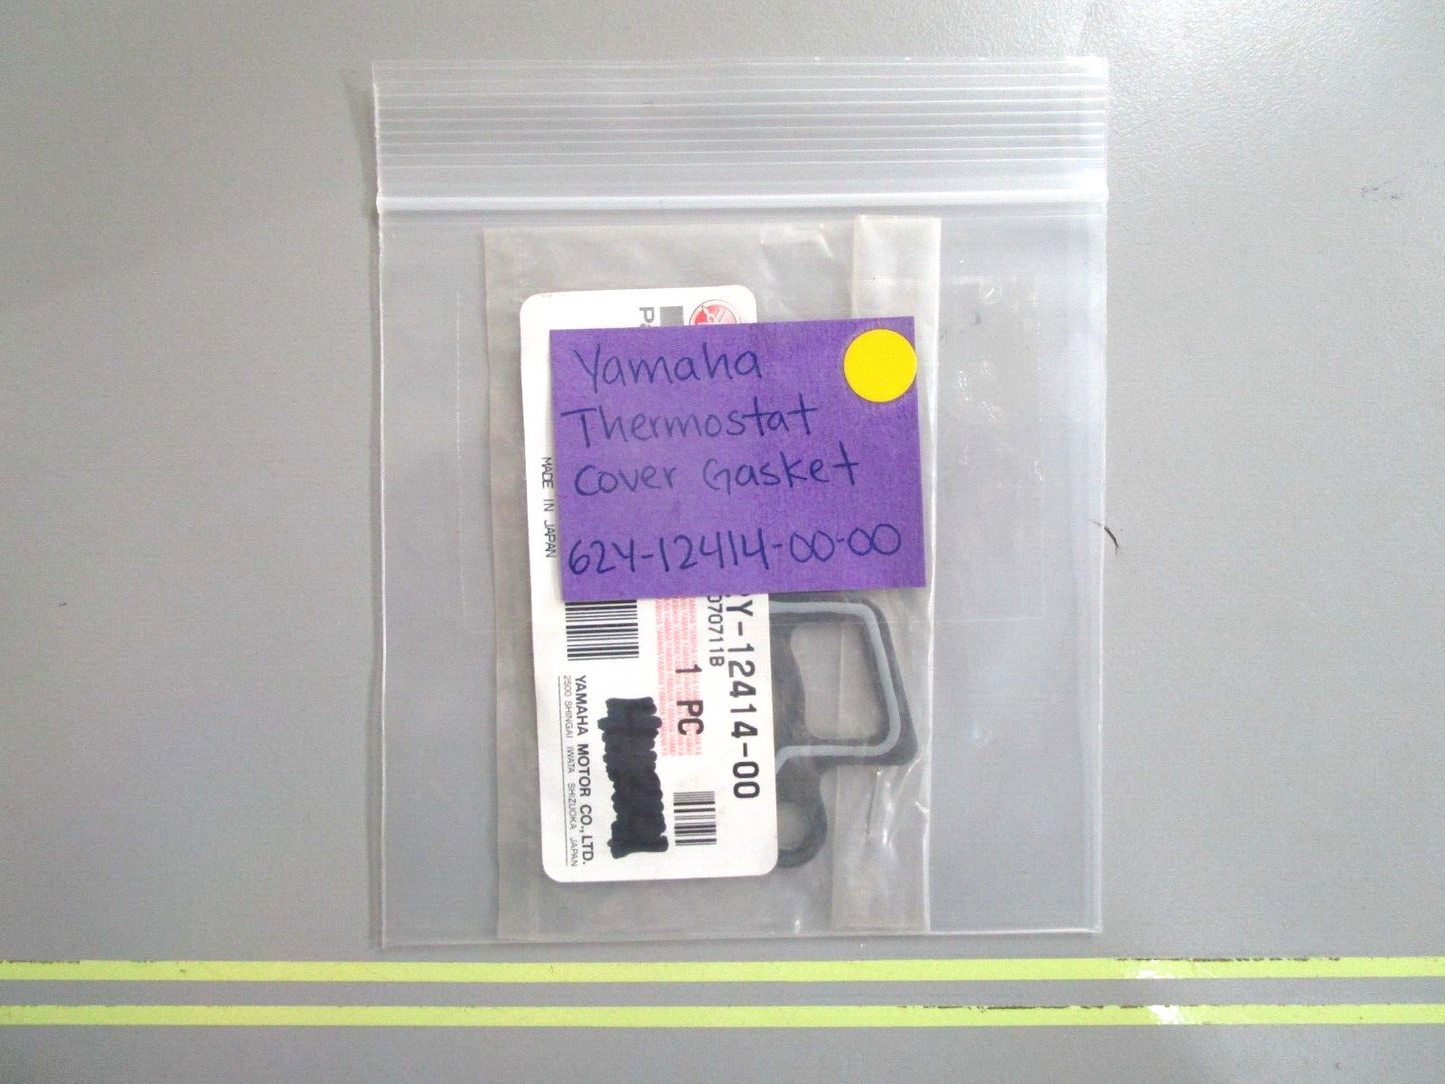 Yamaha
Thermostat
Cover Gasket
62Y-12414-00-00
MADE IN JAPAN
Y-12414-00
070711B
1 PC
YAMAHA MOTOR CO., LTD.
2500 SHINGAI IWATA SHIZUOKA JAPAN